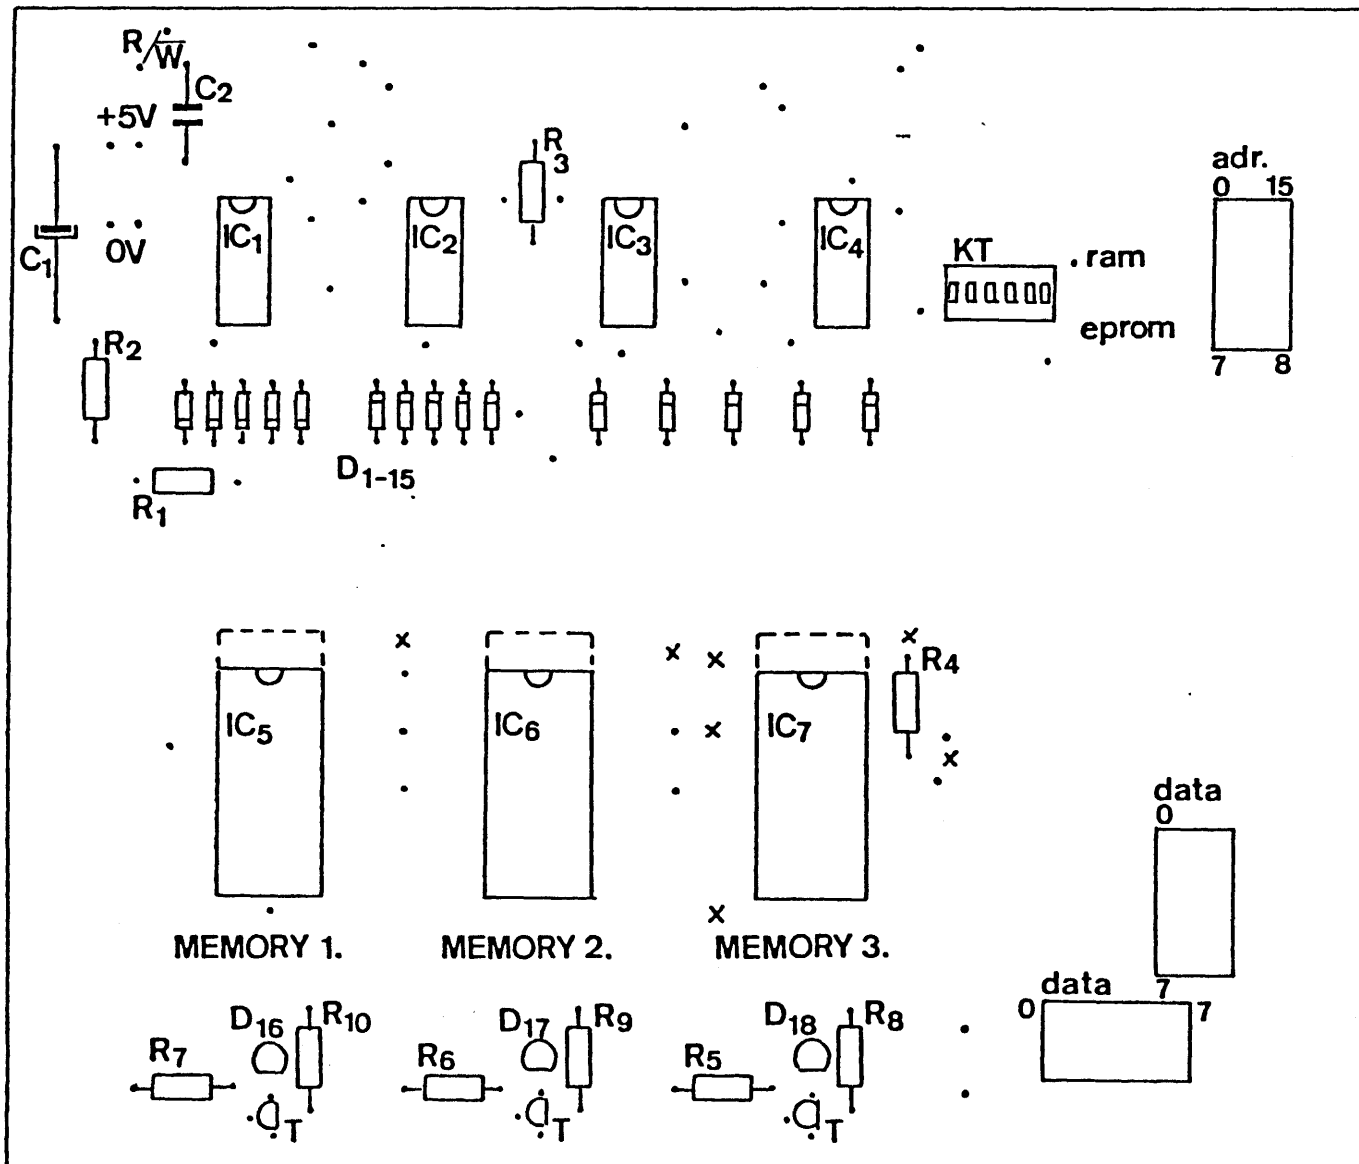 R/W
C2
+5V
R3
adr.
0 15
C1
0V
IC1
IC2
IC3
IC4
KT
ram
eprom
R2
7 8
D1-15
R1
R4
IC5
IC6
IC7
data
0
MEMORY 1.
MEMORY 2.
MEMORY 3.
7
data
0 7
D16
R10
D17
R9
D18
R8
R7
R6
R5
T
T
T